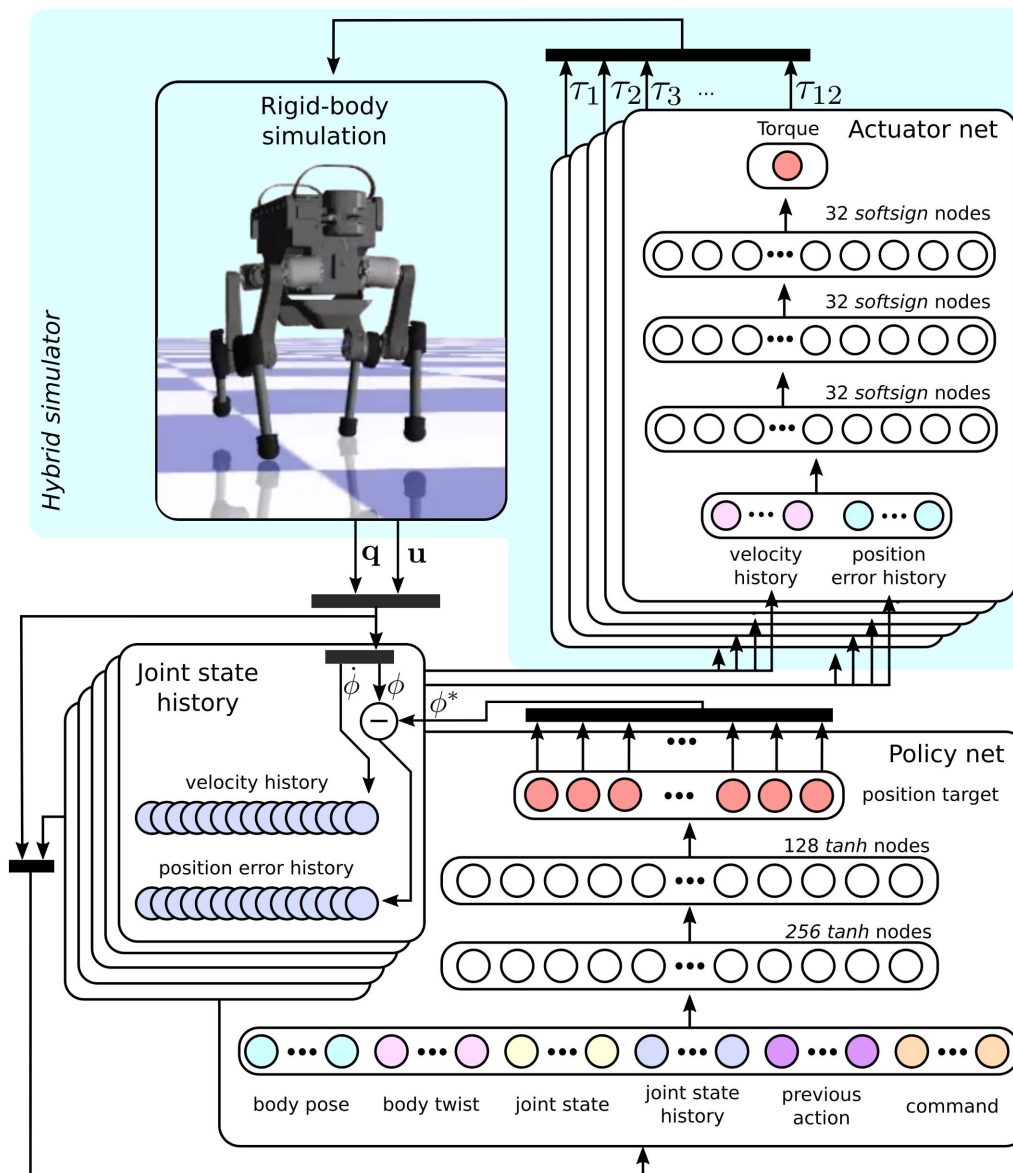 τ₁ τ₂ τ₃ ... τ₁₂
Rigid-body
simulation
Hybrid simulator
Actuator net
Torque
32 softsign nodes
32 softsign nodes
32 softsign nodes
velocity
history
position
error history
q u
Joint state
history
ϕ̇ ϕ
ϕ*
velocity history
position error history
Policy net
position target
128 tanh nodes
256 tanh nodes
body pose
body twist
joint state
joint state
history
previous
action
command